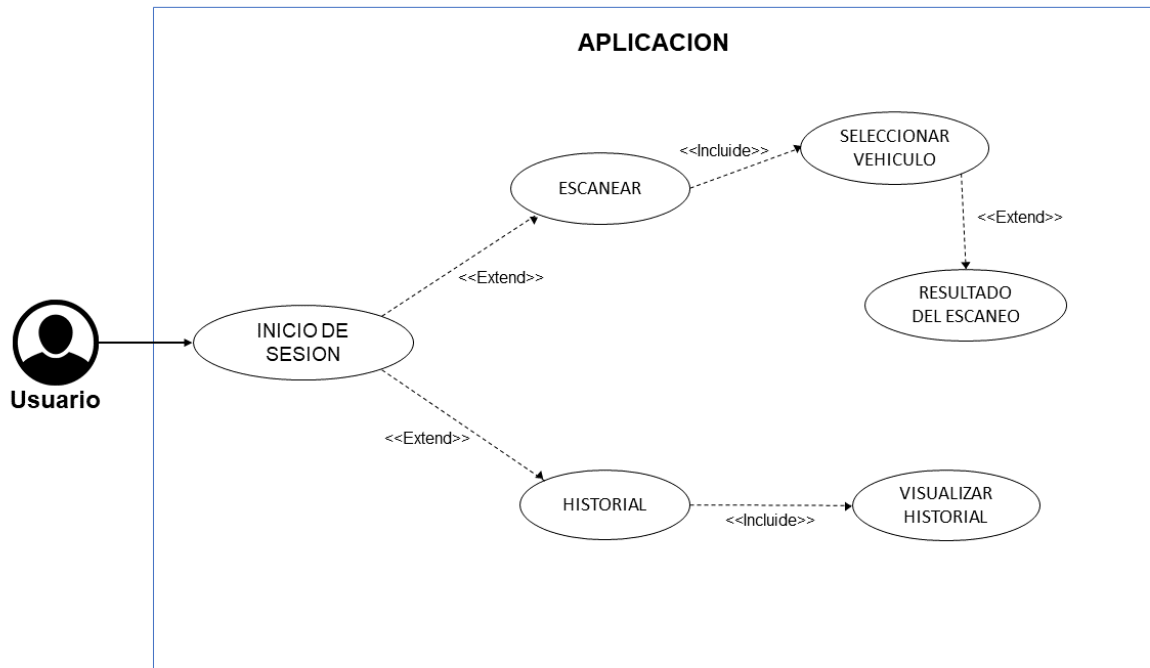 APLICACION
<<Incluide>>
SELECCIONAR
VEHICULO
ESCANEAR
<<Extend>>
<<Extend>>
RESULTADO
DEL ESCANEO
INICIO DE
SESION
Usuario
<<Extend>>
HISTORIAL
<<Incluide>>
VISUALIZAR
HISTORIAL